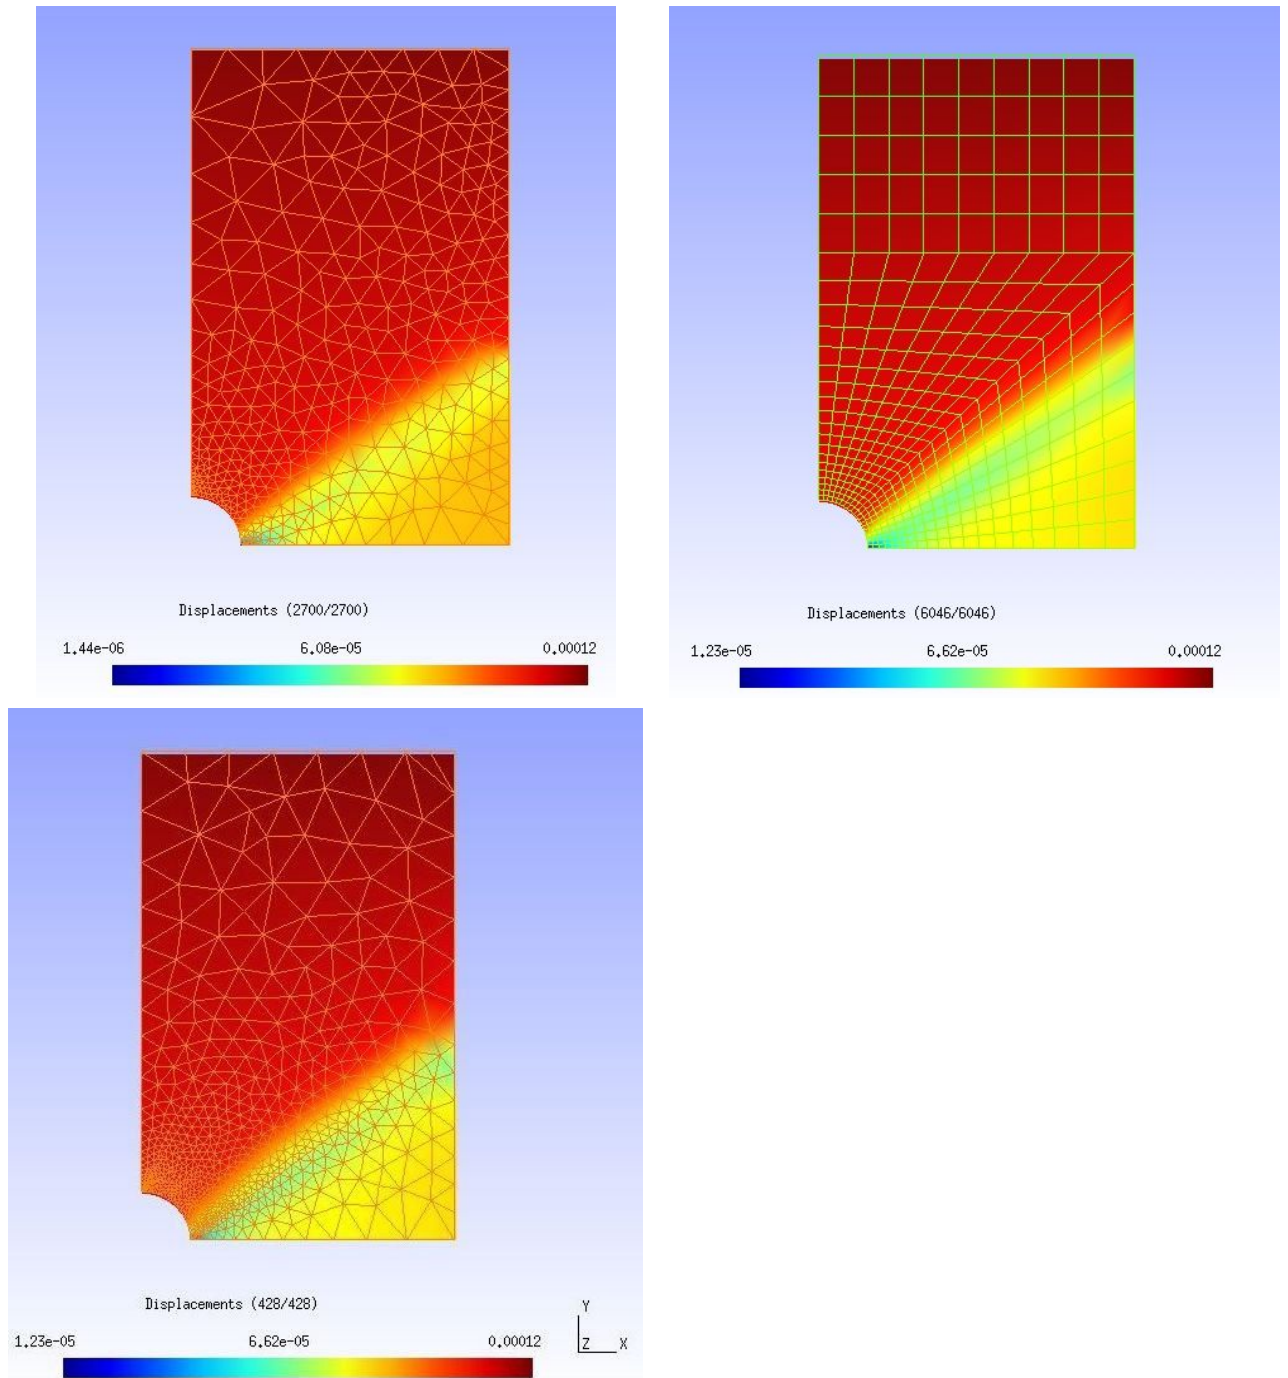 Displacements (2700/2700)
1.44e-06 6.08e-05 0.00012
Displacements (6046/6046)
1.23e-05 6.62e-05 0.00012
Displacements (428/428)
1.23e-05 6.62e-05 0.00012
Y
Z X